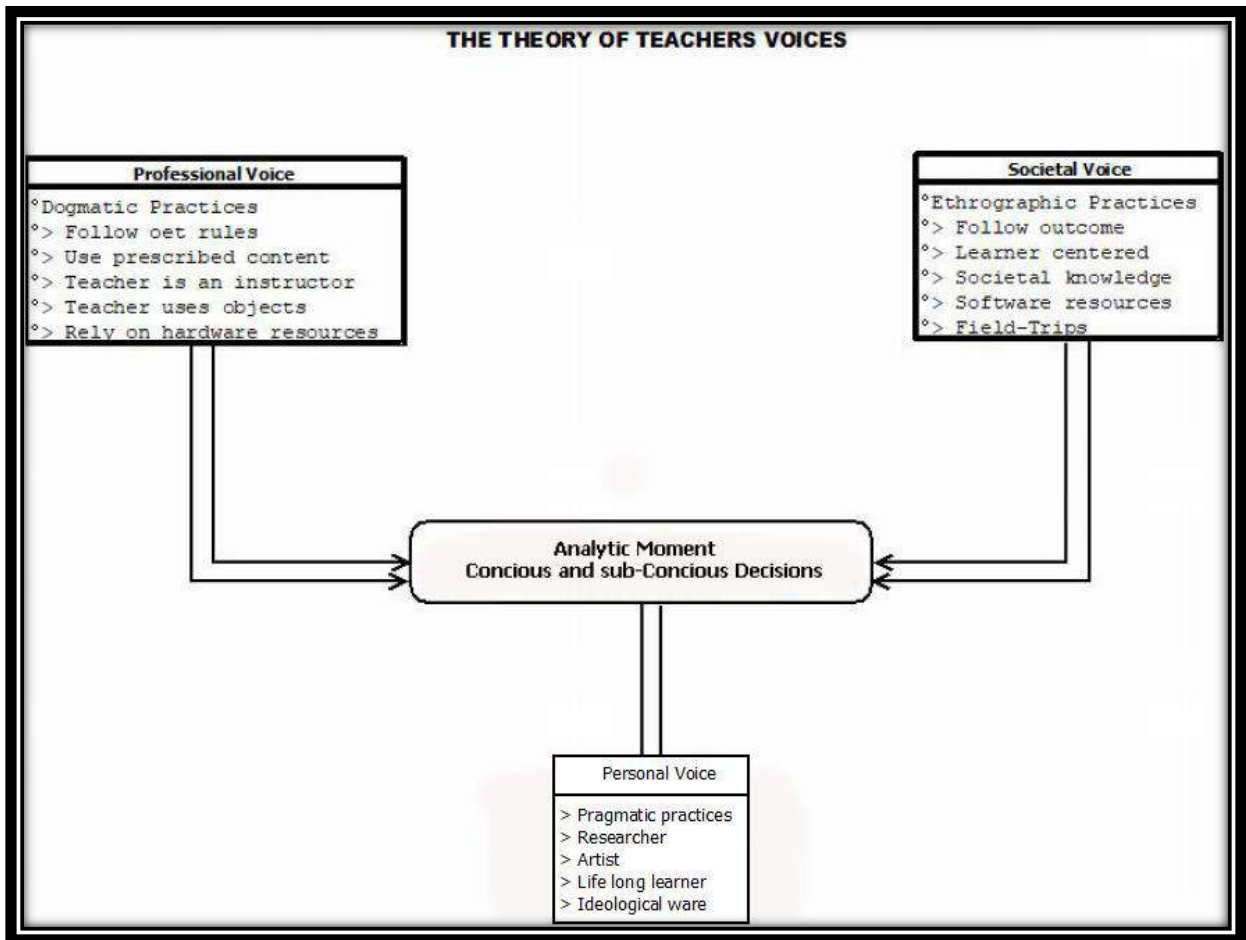 THE THEORY OF TEACHERS VOICES
Professional Voice
°Dogmatic Practices
°> Follow oet rules
°> Use prescribed content
°> Teacher is an instructor
°> Teacher uses objects
°> Rely on hardware resources
Societal Voice
°Ethrographic Practices
°> Follow outcome
°> Learner centered
°> Societal knowledge
°> Software resources
°> Field-Trips
Analytic Moment
Concious and sub-Concious Decisions
Personal Voice
> Pragmatic practices
> Researcher
> Artist
> Life long learner
> Ideological ware